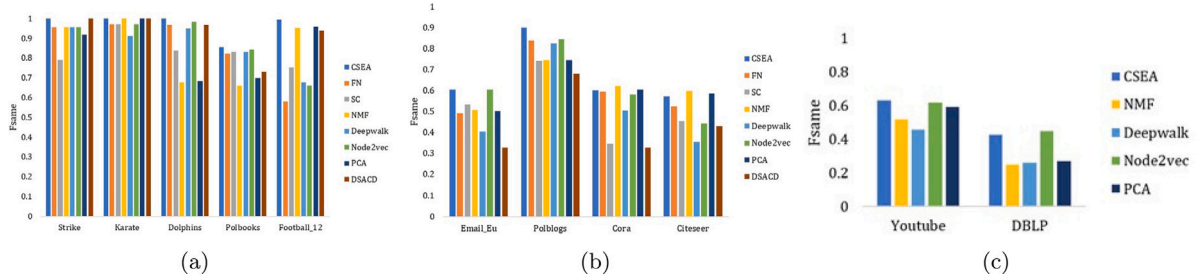 Fsame
1
0.9
0.8
0.7
0.6
0.5
0.4
0.3
0.2
0.1
0
Strike Karate Dolphins Polbooks Football_12
CSEA
FN
SC
NMF
Deepwalk
Node2vec
PCA
DSACD
(a)
Fsame
1
0.9
0.8
0.7
0.6
0.5
0.4
0.3
0.2
0.1
0
Email_Eu Polblogs Cora Citeseer
CSEA
FN
SC
NMF
Deepwalk
Node2vec
PCA
DSACD
(b)
Fsame
1
0.8
0.6
0.4
0.2
0
Youtube DBLP
CSEA
NMF
Deepwalk
Node2vec
PCA
(c)